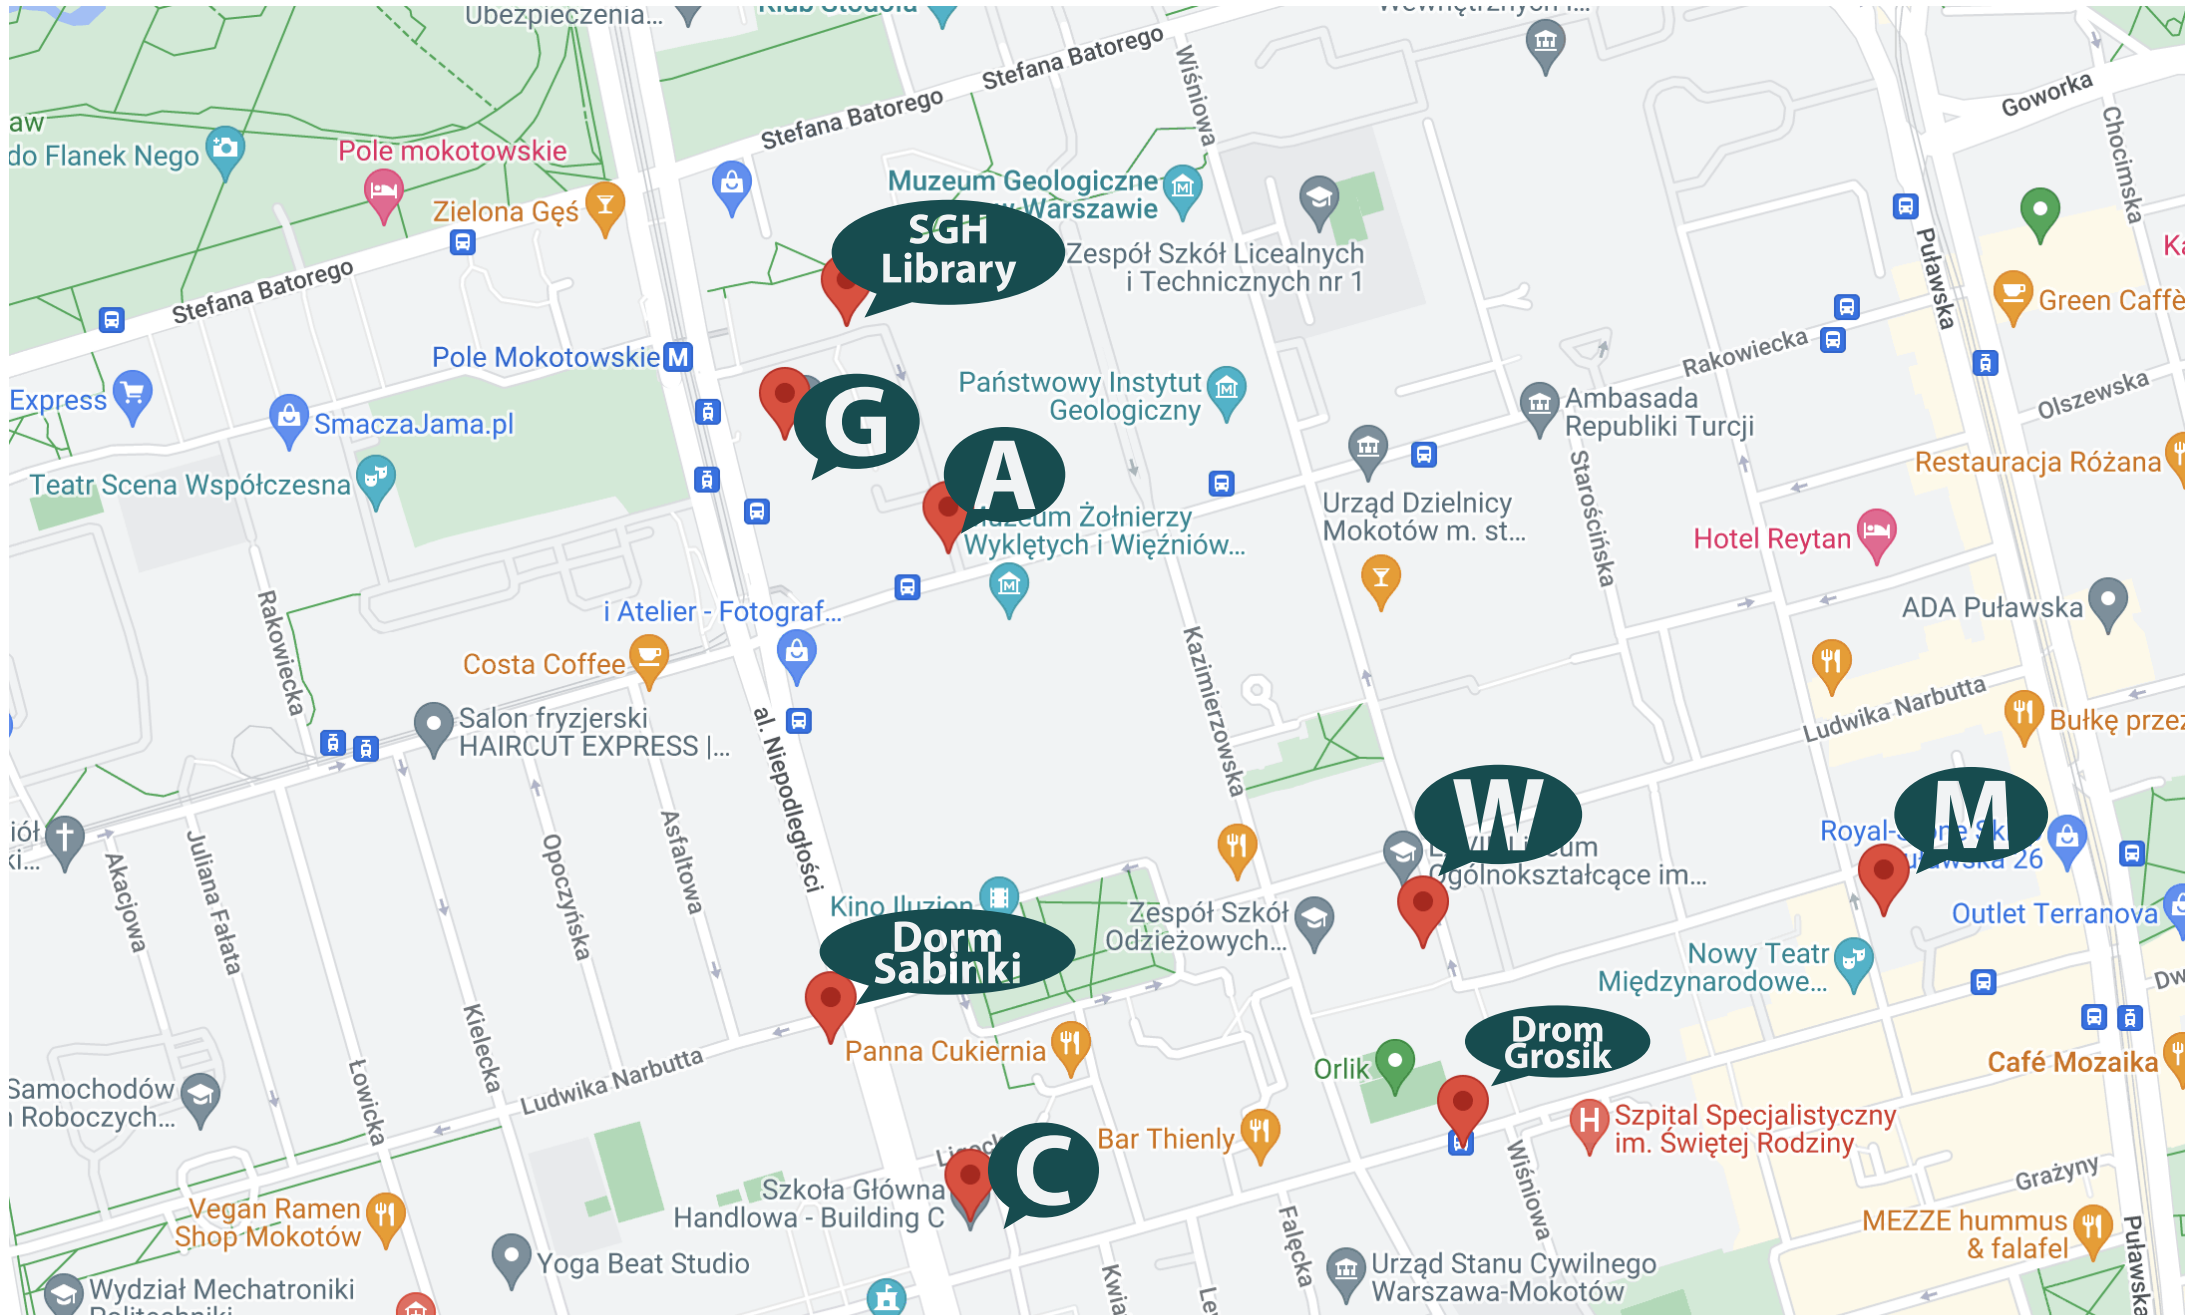 Ubezpieczenia...
Klub Stodoła
Stefana Batorego
Stefana Batorego
Wiśniowa
Goworka
Chocimska
aw
do Flanek Nego
Pole mokotowskie
Zielona Gęś
Muzeum Geologiczne
w Warszawie
SGH
Library
Zespół Szkół Licealnych
i Technicznych nr 1
Puławska
Green Caffè
Stefana Batorego
Pole Mokotowskie
M
Rakowiecka
Express
SmaczaJama.pl
G
Państwowy Instytut
Geologiczny
Ambasada
Republiki Turcji
Olszewska
Teatr Scena Współczesna
A
Restauracja Różana
Muzeum Żołnierzy
Wyklętych i Więźniów...
Urząd Dzielnicy
Mokotów m. st...
Starościńska
Hotel Reytan
Rakowiecka
i Atelier - Fotograf...
ADA Puławska
Costa Coffee
Kazimierzowska
Salon fryzjerski
HAIRCUT EXPRESS |...
al. Niepodległości
Ludwika Narbutta
Bułkę przez
W
M
Akacjowa
Juliana Fałata
Opoczyńska
Asfaltowa
Ogólnokształcące im...
26
Kino Iluzjon
Dorm
Sabinki
Zespół Szkół
Odzieżowych...
Outlet Terranova
Nowy Teatr
Międzynarodowe...
Panna Cukiernia
Drom
Grosik
Orlik
Café Mozaika
Samochodów
Roboczych...
Łowicka
Kielecka
Ludwika Narbutta
Bar Thienly
H
Szpital Specjalistyczny
im. Świętej Rodziny
C
Szkoła Główna
Handlowa - Building C
Wiśniowa
Grażyny
Vegan Ramen
Shop Mokotów
Falęcka
MEZZE hummus
& falafel
Puławska
Yoga Beat Studio
Urząd Stanu Cywilnego
Warszawa-Mokotów
Wydział Mechatroniki
Politechniki